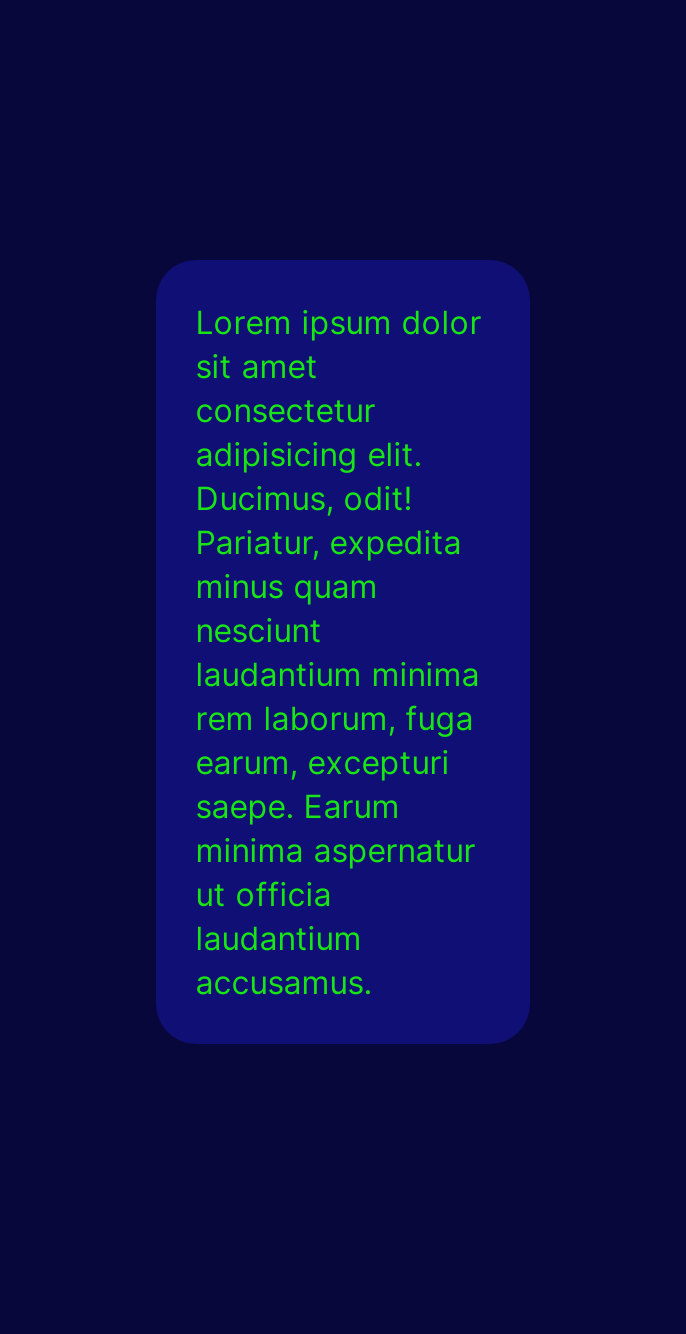 Lorem ipsum dolor
sit amet
consectetur
adipisicing elit.
Ducimus, odit!
Pariatur, expedita
minus quam
nesciunt
laudantium minima
rem laborum, fuga
earum, excepturi
saepe. Earum
minima aspernatur
ut officia
laudantium
accusamus.